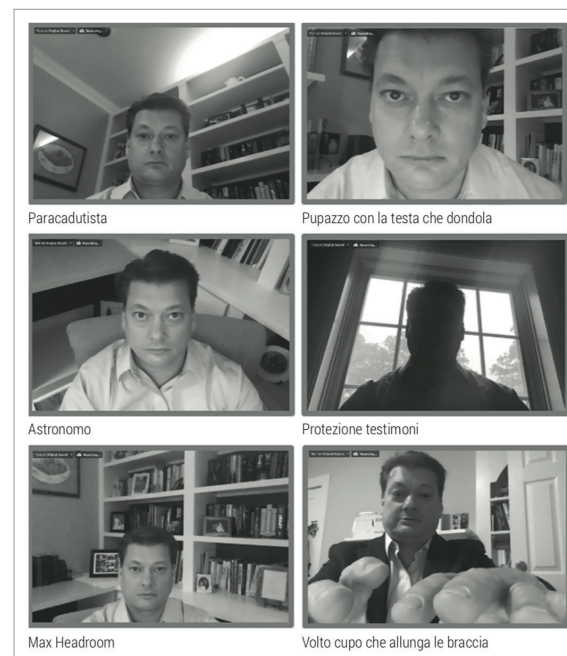 Paracadutista
Pupazzo con la testa che dondola
Astronomo
Protezione testimoni
Max Headroom
Volto cupo che allunga le braccia